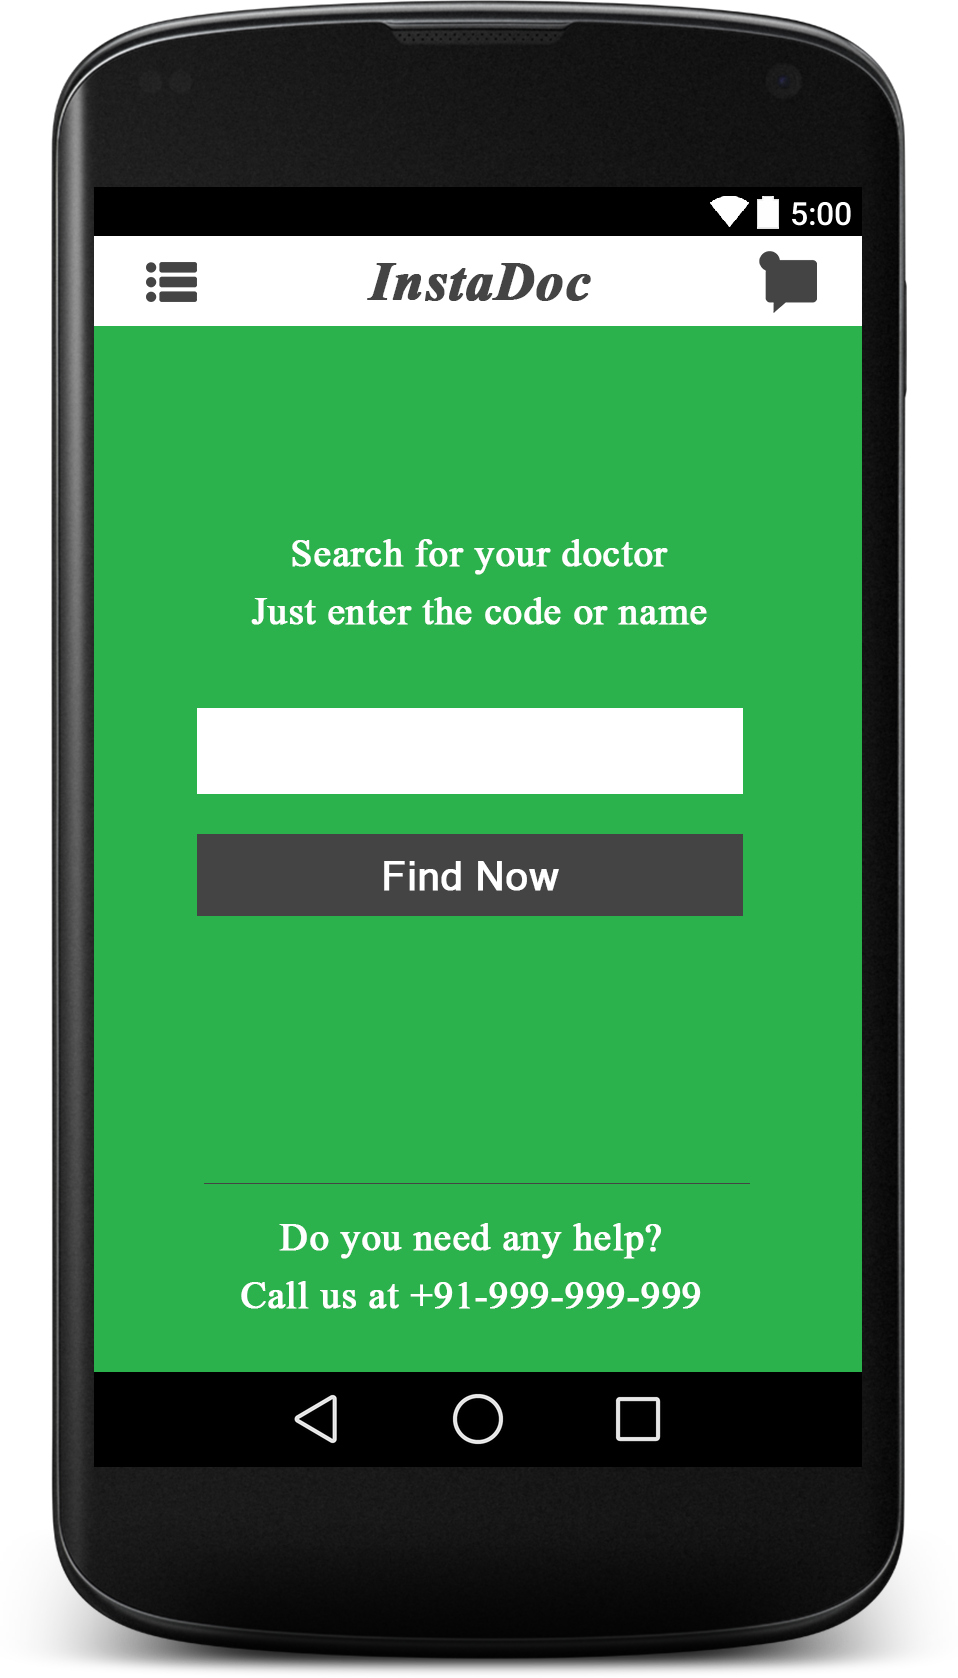 5:00
InstaDoc
Search for your doctor
Just enter the code or name
Find Now
Do you need any help?
Call us at +91-999-999-999